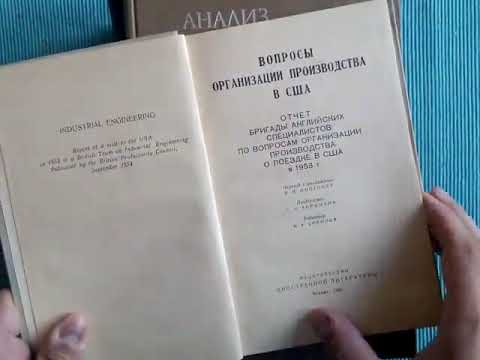 АНАЛИЗ
INDUSTRIAL ENGINEERING
Report of a visit to the USA
in 1953 of a British Team on Industrial Engineering
Published by the British Productivity Council,
September 1954
ВОПРОСЫ
ОРГАНИЗАЦИИ ПРОИЗВОДСТВА
В США
ОТЧЕТ
БРИГАДЫ АНГЛИЙСКИХ
СПЕЦИАЛИСТОВ
ПО ВОПРОСАМ ОРГАНИЗАЦИИ
ПРОИЗВОДСТВА
О ПОЕЗДКЕ В США
в 1953 г.
ИЗДАТЕЛЬСТВО
ИНОСТРАННОЙ ЛИТЕРАТУРЫ
Москва